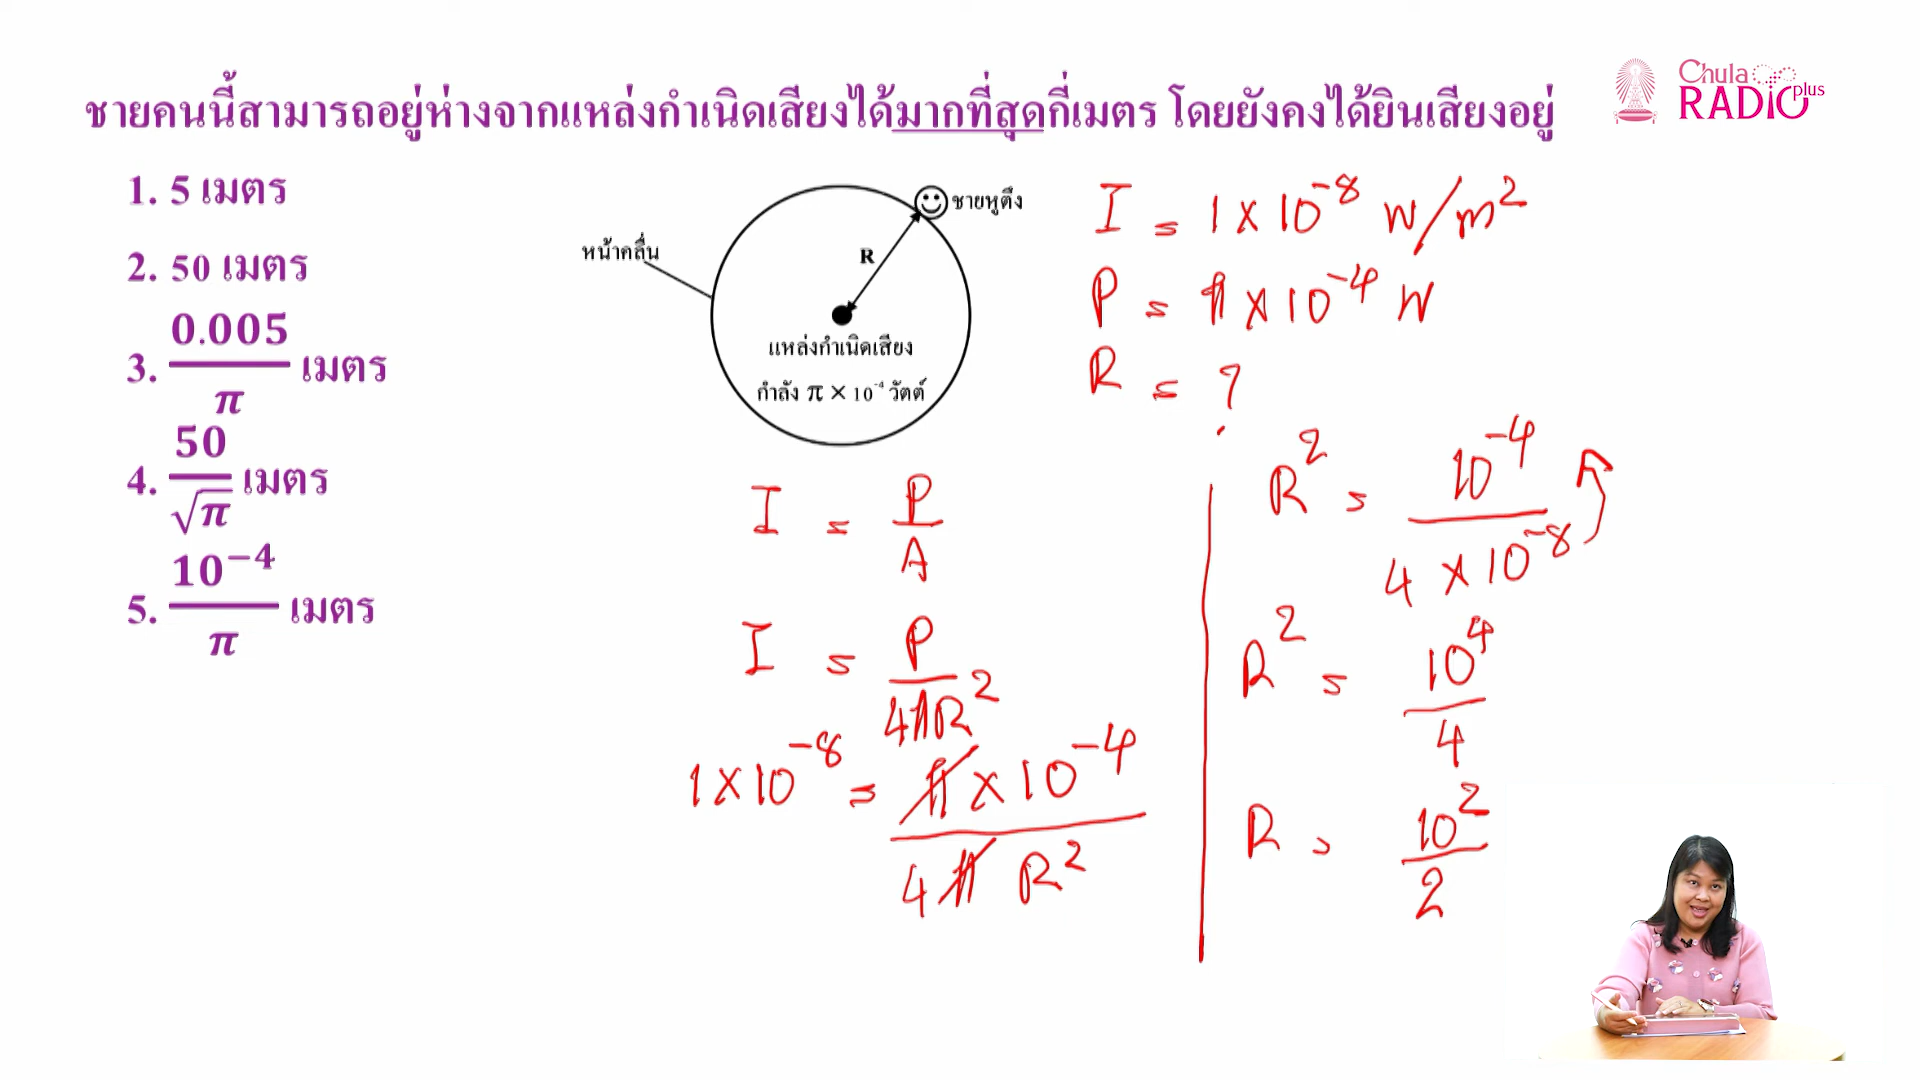 ชายคนนี้สามารถอยู่ห่างจากแหล่งกำเนิดเสียงได้มากที่สุดกี่เมตร โดยยังคงได้ยินเสียงอยู่
Chula
RADIO plus
1. 5 เมตร
2. 50 เมตร
3. 0.005/π เมตร
4. 50/√π เมตร
5. 10⁻⁴/π เมตร
หน้าคลื่น
ชายหูตึง
R
แหล่งกำเนิดเสียง
กำลัง π × 10⁻⁴ วัตต์
I = 1 × 10⁻⁸ W/m²
P = π × 10⁻⁴ W
R = ?
I = P/A
I = P/4πR²
1 × 10⁻⁸ = π × 10⁻⁴/4π R²
R² = 10⁻⁴/4 × 10⁻⁸
R² = 10⁴/4
R = 10²/2